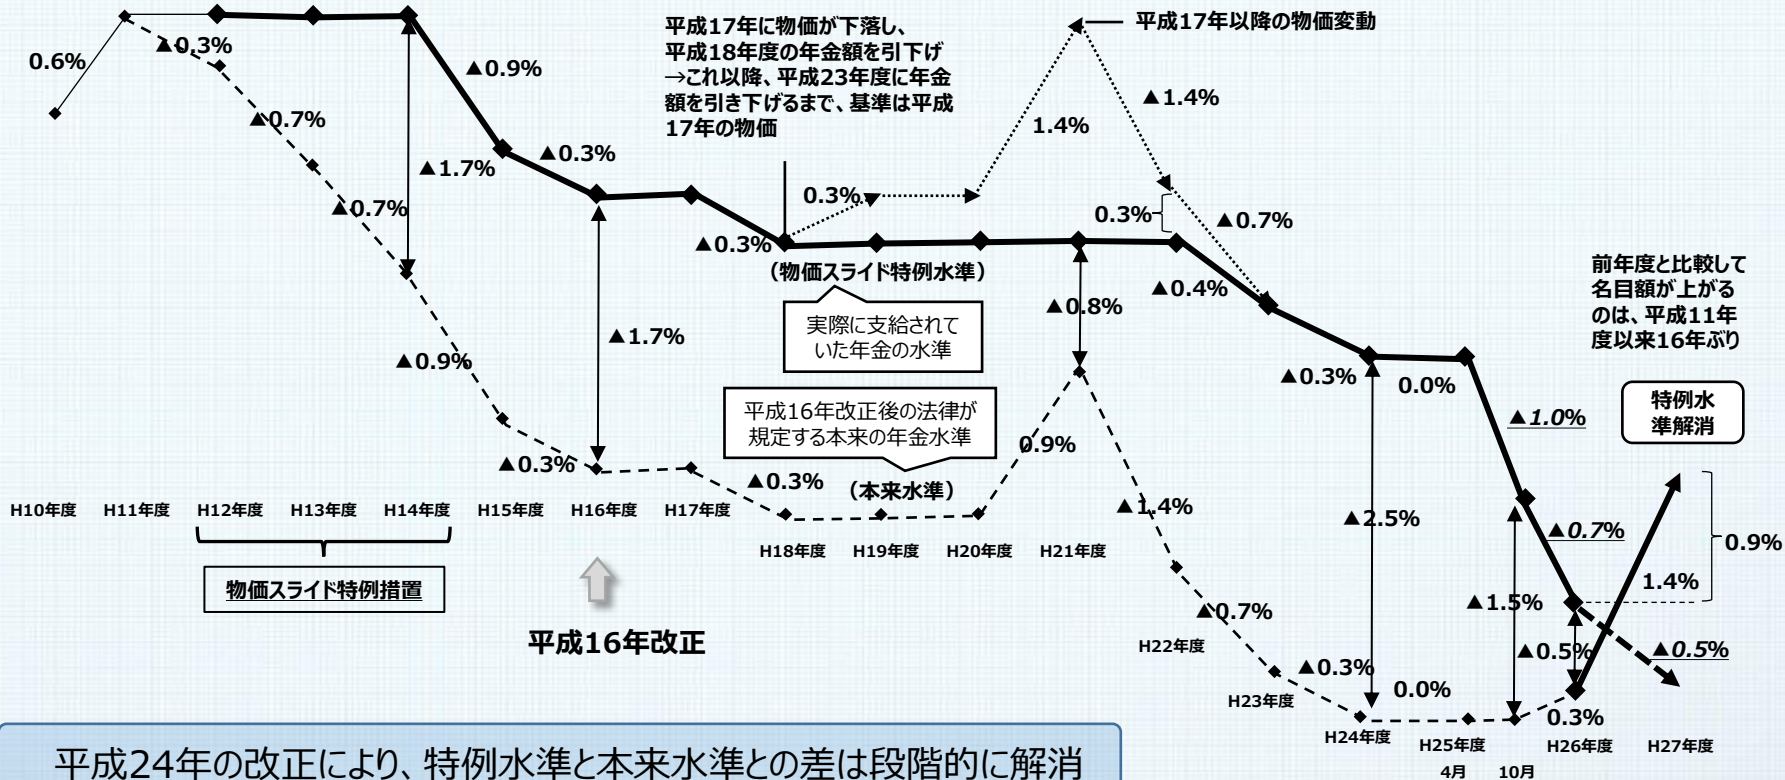 平成17年に物価が下落し、
平成18年度の年金額を引下げ
→これ以降、平成23年度に年金
額を引き下げるまで、基準は平成
17年の物価
平成17年以降の物価変動
0.6%
▲0.3%
▲0.7%
▲0.7%
▲0.9%
▲0.3%
▲1.7%
▲0.9%
▲0.3%
▲1.7%
▲0.3%
0.3%
1.4%
▲1.4%
0.3%
▲0.7%
(物価スライド特例水準)
実際に支給されて
いた年金の水準
平成16年改正後の法律が
規定する本来の年金水準
(本来水準)
▲0.3%
0.9%
▲0.8%
▲0.4%
▲1.4%
▲0.7%
▲0.3%
▲0.3%
0.0%
▲2.5%
0.0%
▲1.0%
▲0.7%
▲1.5%
▲0.5%
0.3%
前年度と比較して
名目額が上がる
のは、平成11年
度以来16年ぶり
特例水
準解消
0.9%
1.4%
▲0.5%
H10年度
H11年度
H12年度
H13年度
H14年度
H15年度
H16年度
H17年度
H18年度
H19年度
H20年度
H21年度
H22年度
H23年度
H24年度
H25年度
4月
10月
H26年度
H27年度
物価スライド特例措置
平成16年改正
平成24年の改正により、特例水準と本来水準との差は段階的に解消